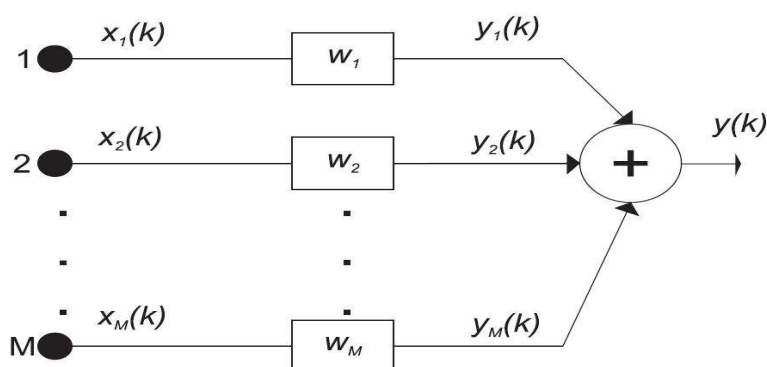 x₁(k) y₁(k)
1 w₁
x₂(k) y₂(k) y(k)
2 w₂ +
x_M(k) y_M(k)
M w_M